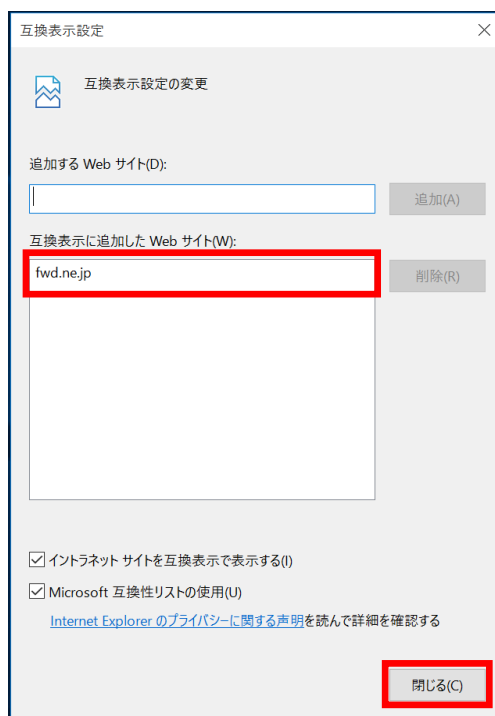 互換表示設定
互換表示設定の変更
追加する Web サイト(D):
追加(A)
互換表示に追加した Web サイト(W):
fwd.ne.jp
削除(R)
イントラネット サイトを互換表示で表示する(I)
Microsoft 互換性リストの使用(U)
Internet Explorer のプライバシーに関する声明を読んで詳細を確認する
閉じる(C)